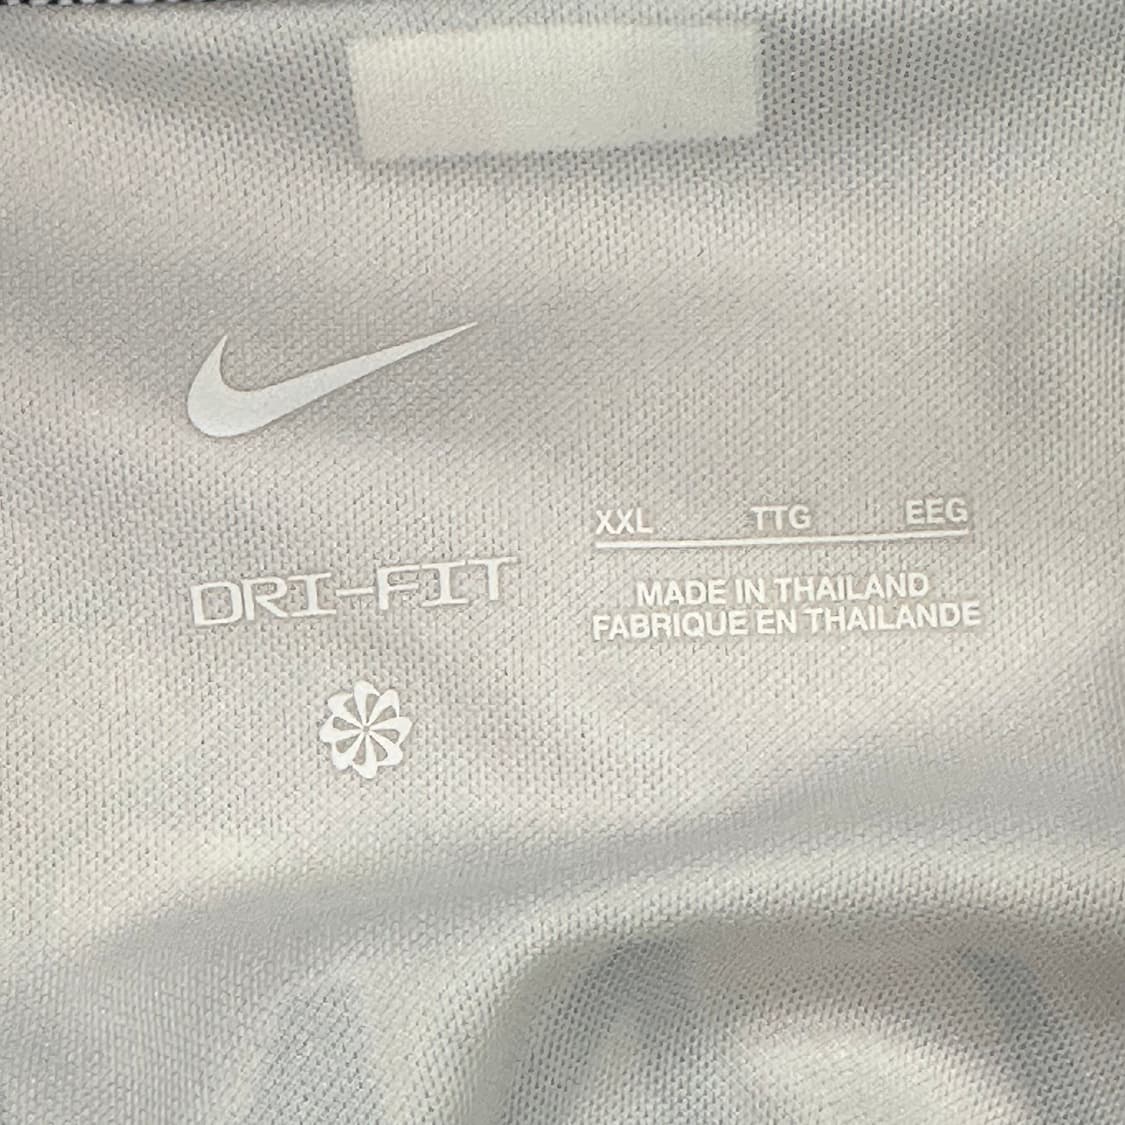 XXL TTG EEG
DRI-FIT
MADE IN THAILAND
FABRIQUE EN THAILANDE